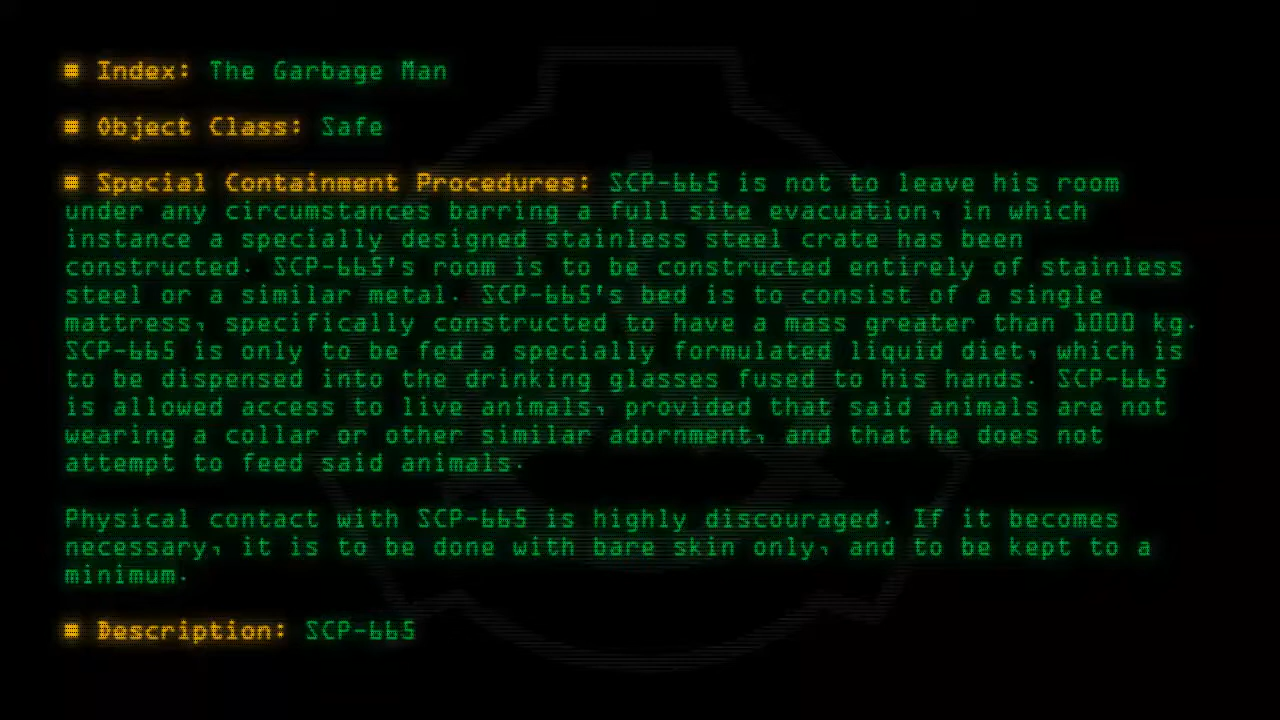 ■ Index: The Garbage Man
■ Object Class: Safe
■ Special Containment Procedures: SCP-665 is not to leave his room
under any circumstances barring a full site evacuation, in which
instance a specially designed stainless steel crate has been
constructed. SCP-665's room is to be constructed entirely of stainless
steel or a similar metal. SCP-665's bed is to consist of a single
mattress, specifically constructed to have a mass greater than 1000 kg.
SCP-665 is only to be fed a specially formulated liquid diet, which is
to be dispensed into the drinking glasses fused to his hands. SCP-665
is allowed access to live animals, provided that said animals are not
wearing a collar or other similar adornment, and that he does not
attempt to feed said animals.
Physical contact with SCP-665 is highly discouraged. If it becomes
necessary, it is to be done with bare skin only, and to be kept to a
minimum.
■ Description: SCP-665